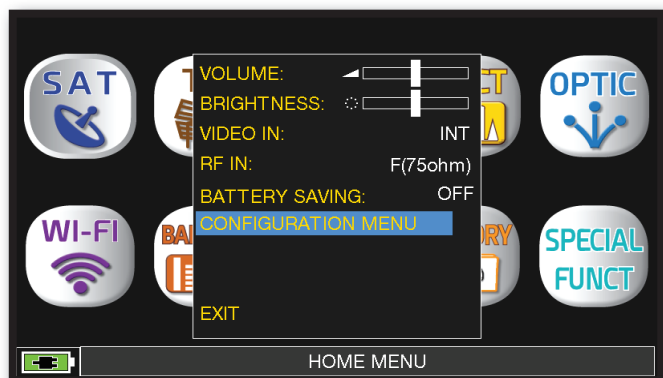 SAT
OPTIC
VOLUME:
BRIGHTNESS:
VIDEO IN: INT
RF IN: F(75ohm)
BATTERY SAVING: OFF
CONFIGURATION MENU
EXIT
WI-FI
SPECIAL
FUNCT
HOME MENU